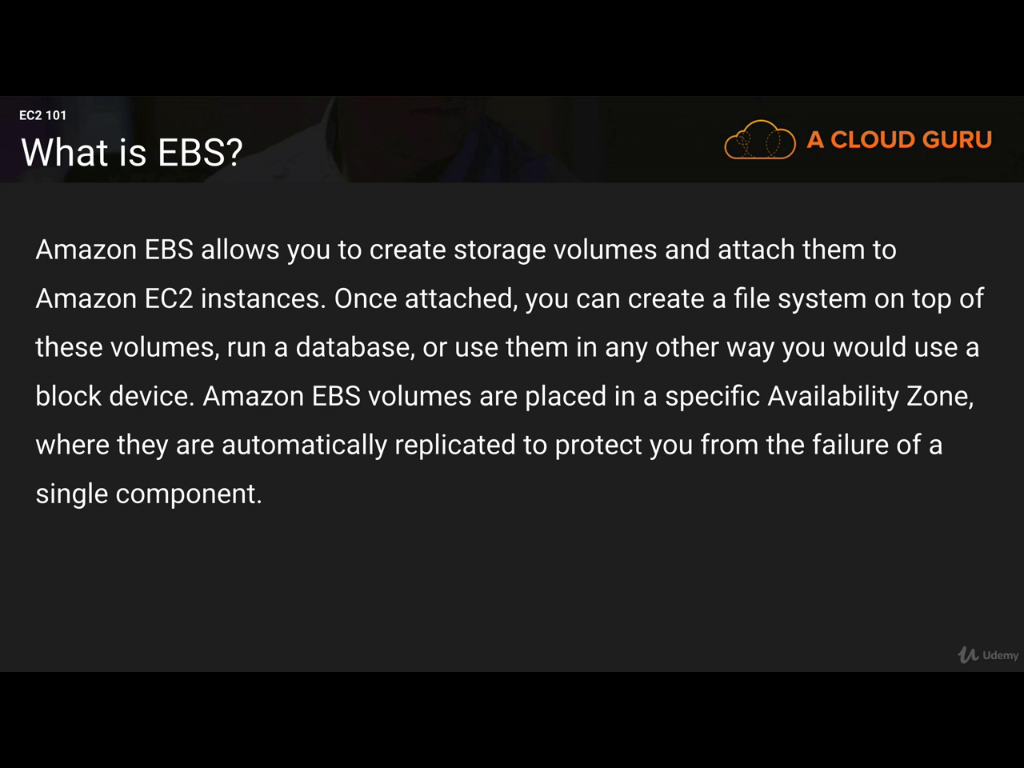 EC2 101
What is EBS?
A CLOUD GURU
Amazon EBS allows you to create storage volumes and attach them to
Amazon EC2 instances. Once attached, you can create a file system on top of
these volumes, run a database, or use them in any other way you would use a
block device. Amazon EBS volumes are placed in a specific Availability Zone,
where they are automatically replicated to protect you from the failure of a
single component.
Udemy